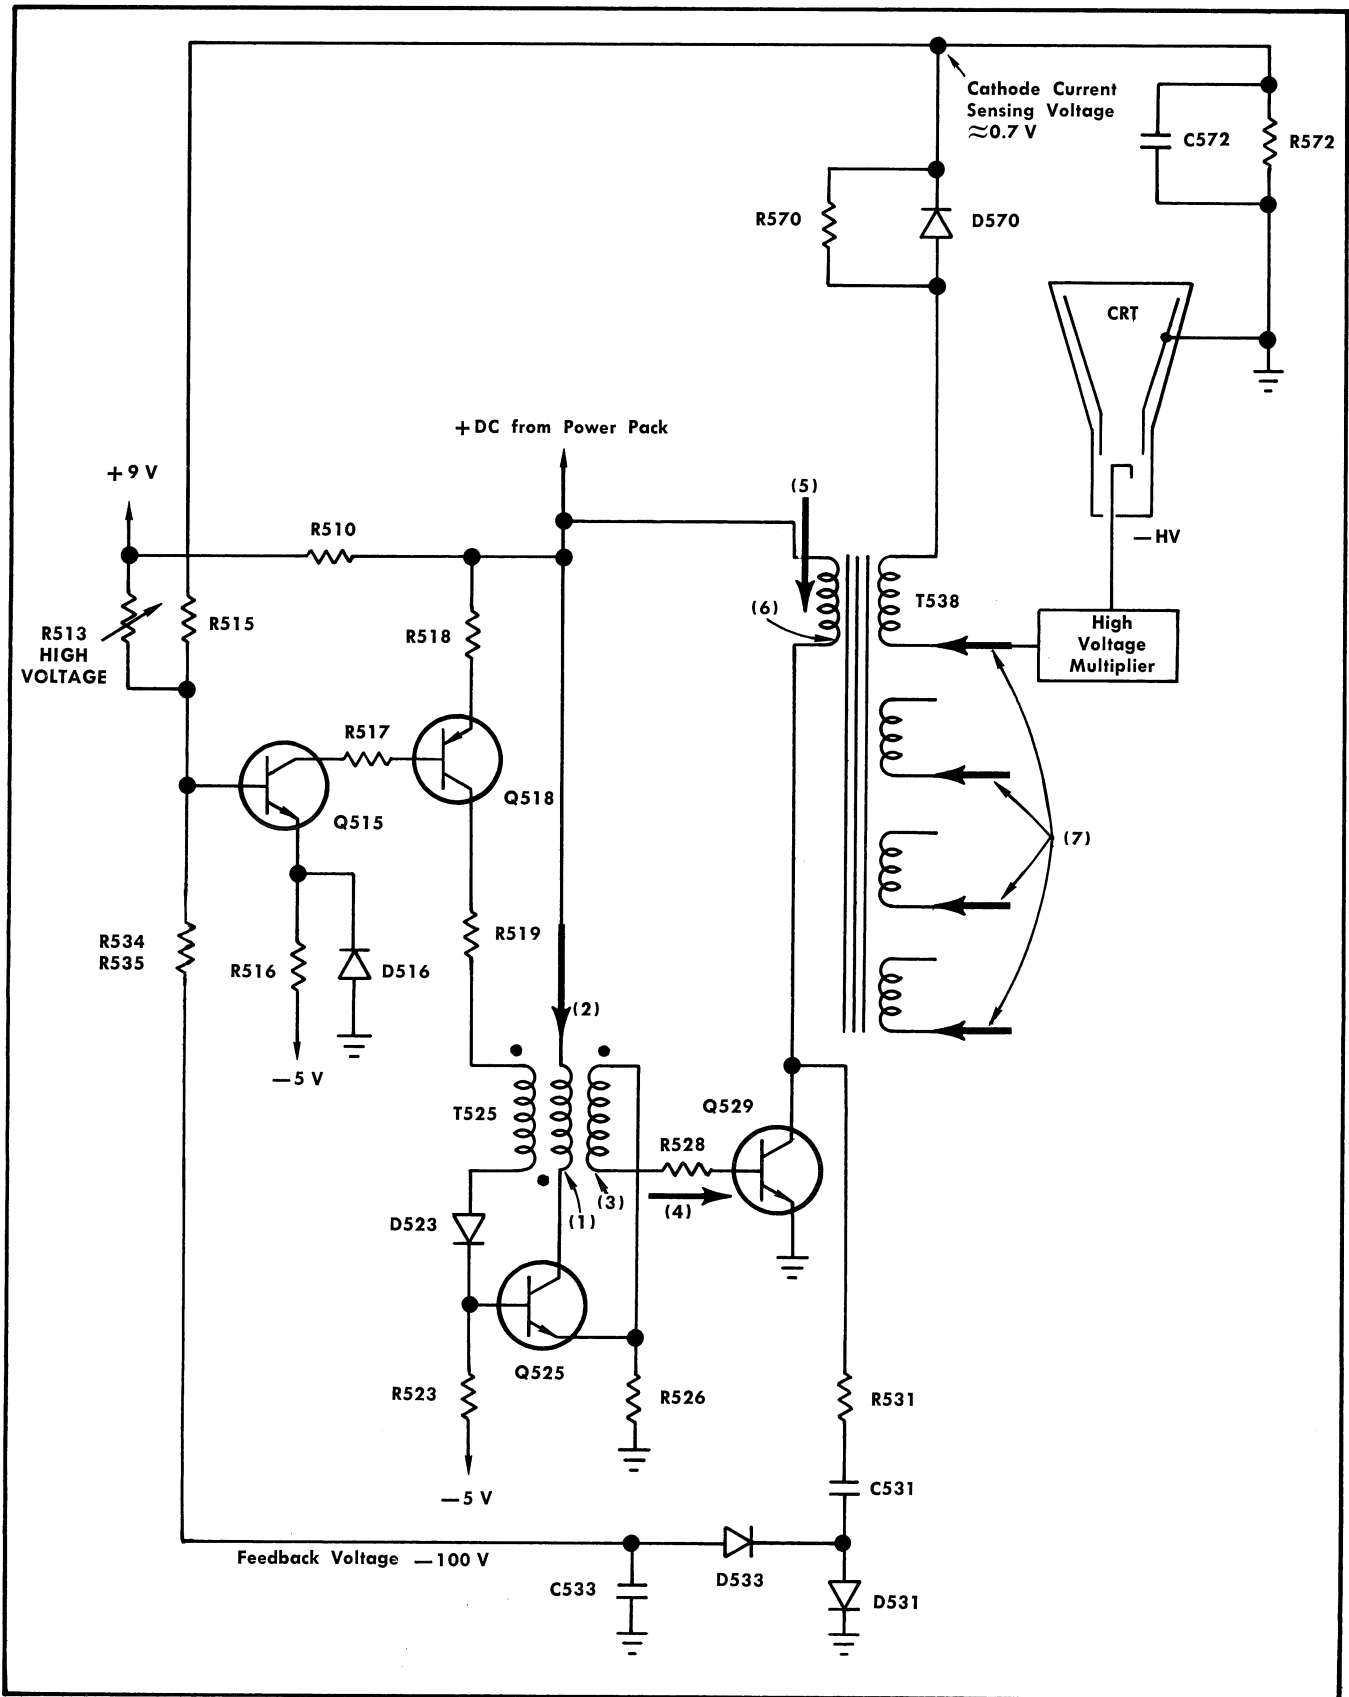 Cathode Current
Sensing Voltage
≈0.7 V
C572
R572
R570
D570
CRT
+DC from Power Pack
+9 V
(5)
—HV
R510
(6)
T538
R513
HIGH
VOLTAGE
R515
R518
High
Voltage
Multiplier
R517
Q518
Q515
(7)
R534
R535
R519
R516
D516
(2)
—5 V
T525
Q529
R528
(3)
(4)
(1)
D523
Q525
R523
R526
R531
—5 V
C531
Feedback Voltage —100 V
C533
D533
D531